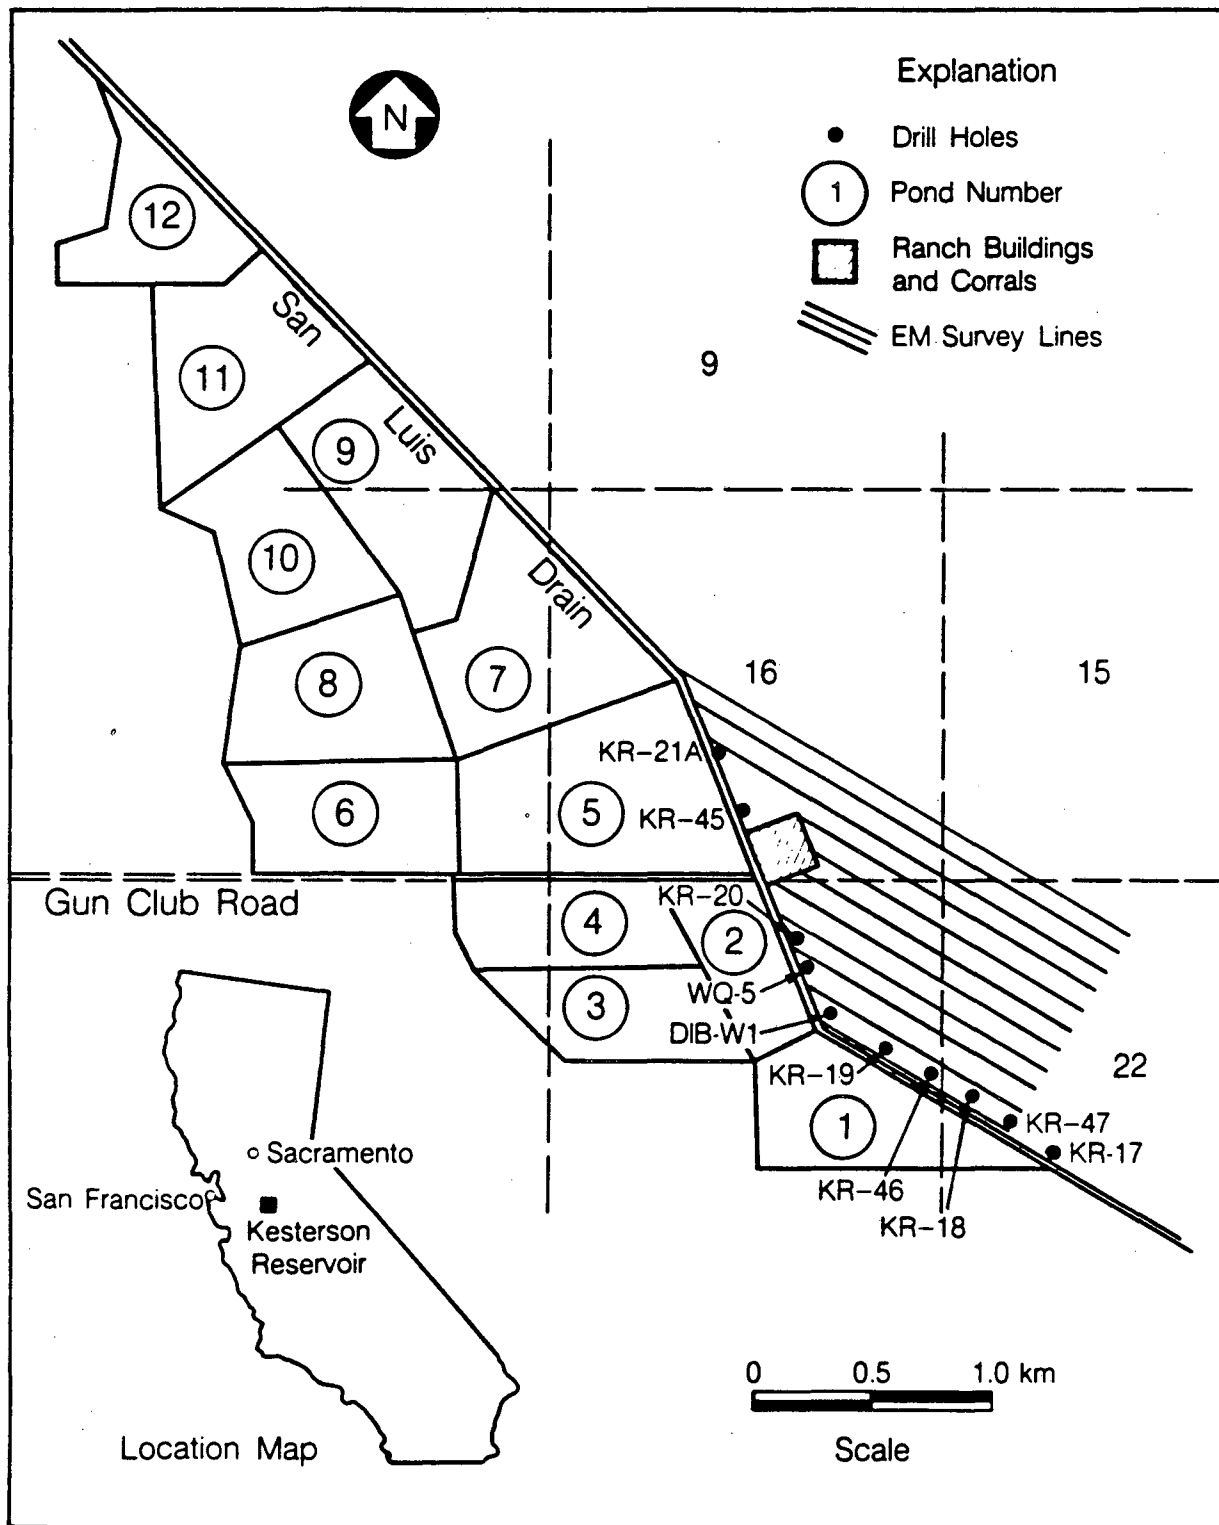 Explanation
Drill Holes
1 Pond Number
Ranch Buildings
and Corrals
EM Survey Lines
N
12
San
11
9
Luis
9
10
Drain
8
7
16
15
KR-21A
6
5
KR-45
Gun Club Road
KR-20
4
2
WQ-5
3
DIB-W1
22
KR-19
1
KR-47
KR-17
KR-46
KR-18
Sacramento
San Francisco
Kesterson
Reservoir
0 0.5 1.0 km
Scale
Location Map